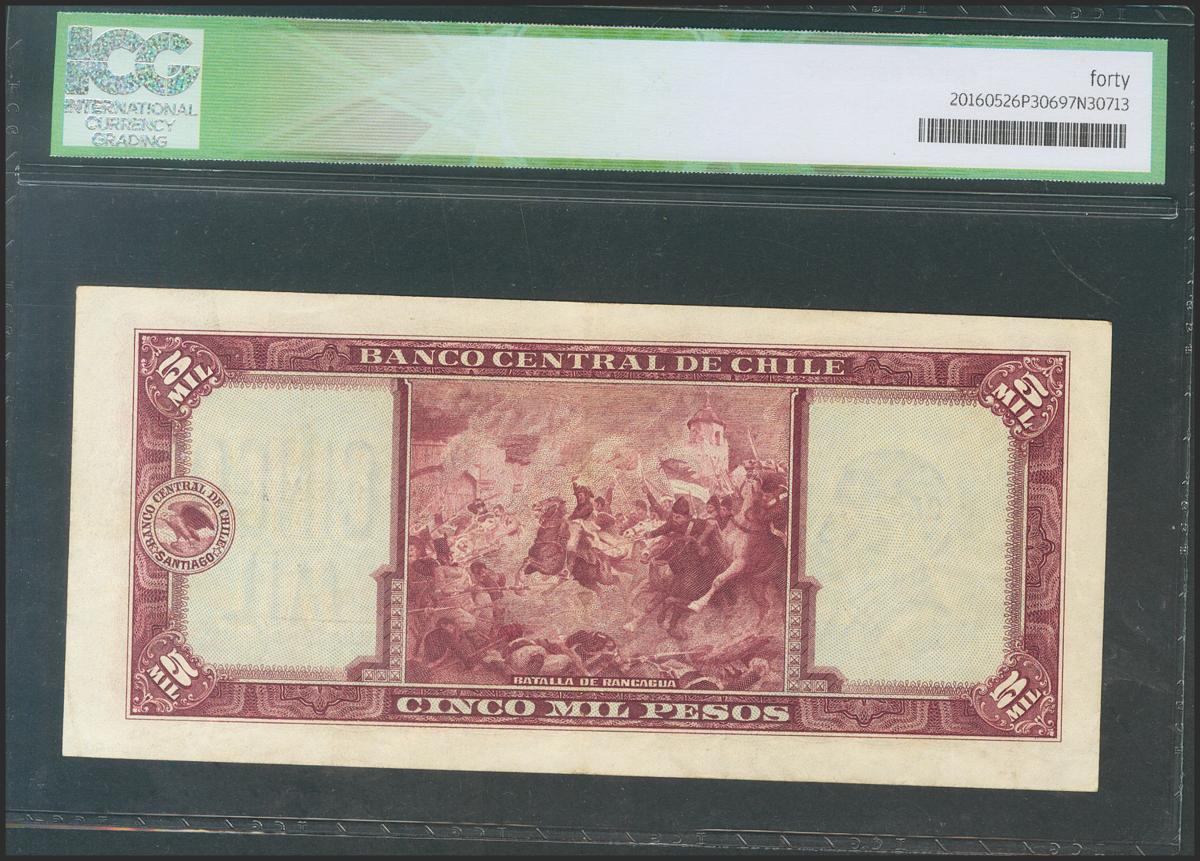 ICG
INTERNATIONAL
CURRENCY
GRADING
forty
20160526P30697N30713
BANCO CENTRAL DE CHILE
5 MIL
5 MIL
BANCO CENTRAL DE CHILE
SANTIAGO
5 MIL
5 MIL
BATALLA DE RANCAGUA
CINCO MIL PESOS